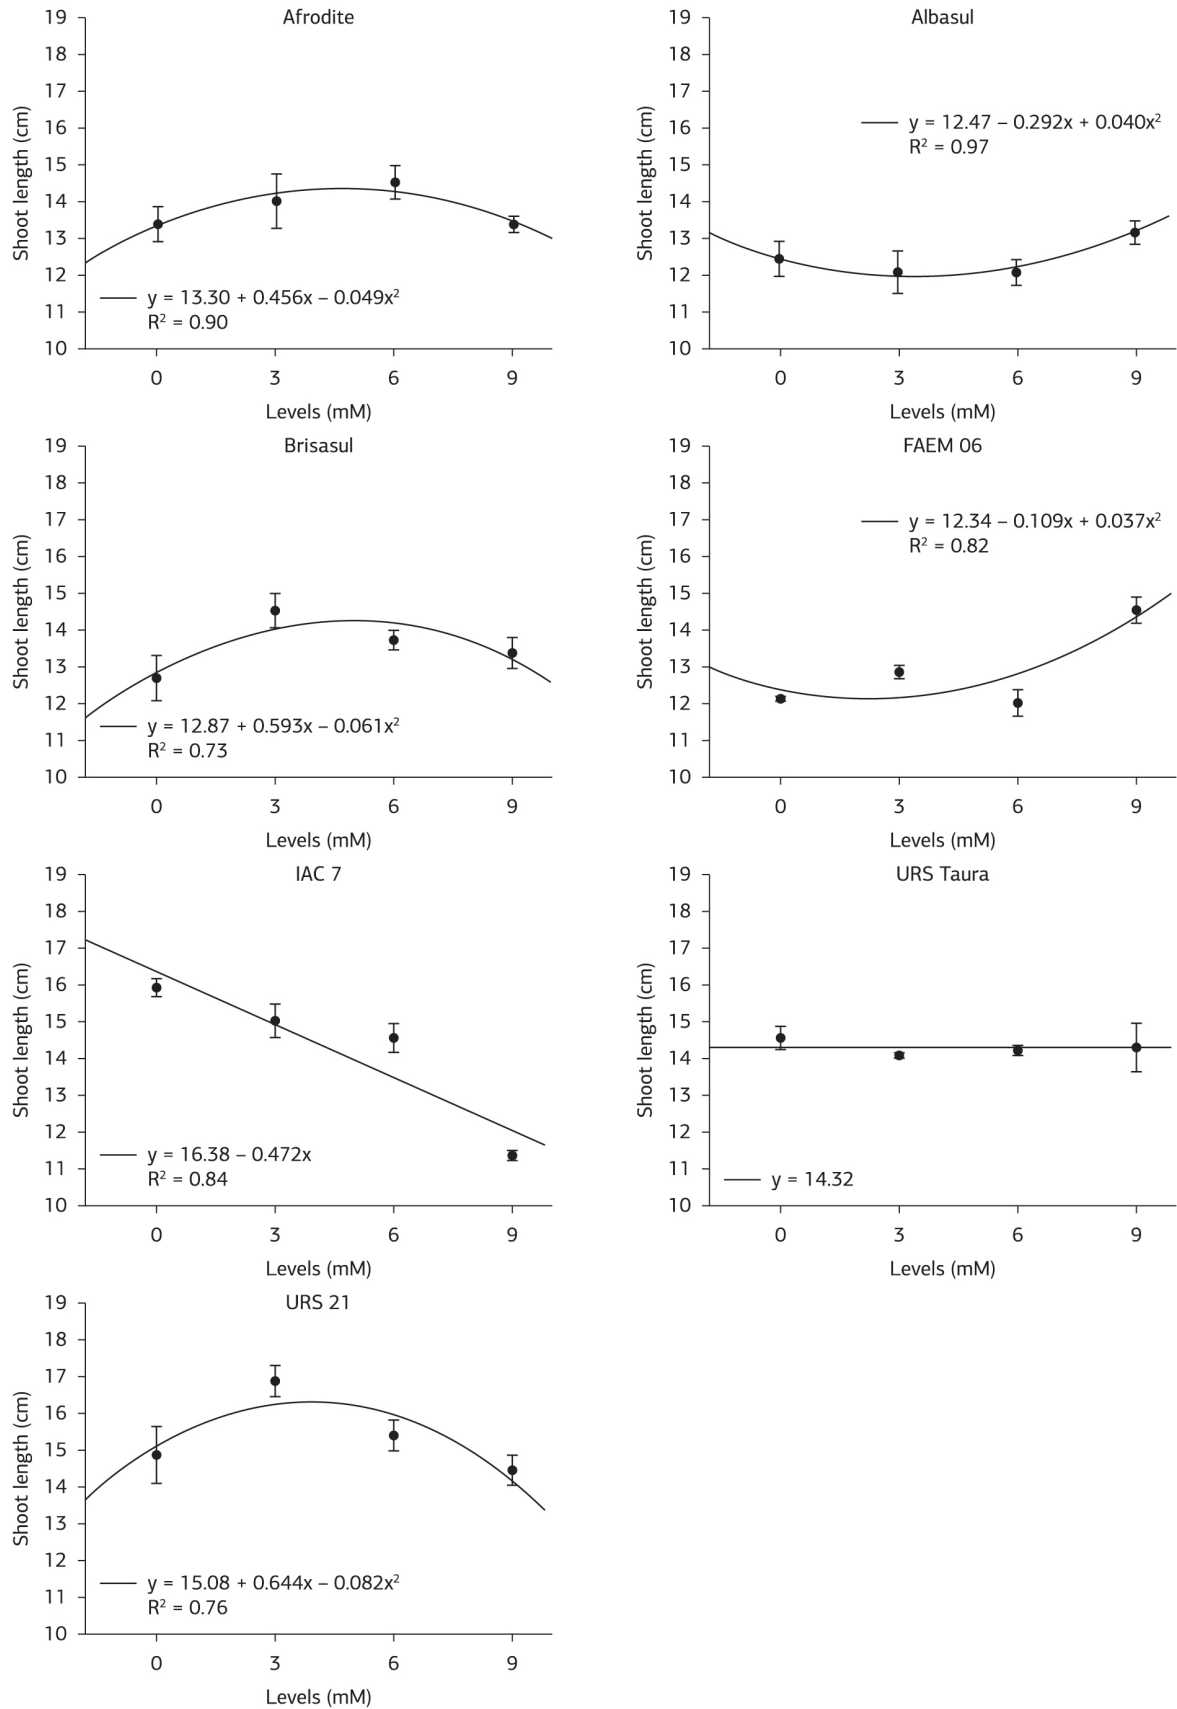 Afrodite
19
18
17
16
15
14
13
12
11
10
Shoot length (cm)
y = 13.30 + 0.456x – 0.049x²
R² = 0.90
0 3 6 9
Levels (mM)
Albasul
19
18
17
16
15
14
13
12
11
10
Shoot length (cm)
y = 12.47 – 0.292x + 0.040x²
R² = 0.97
0 3 6 9
Levels (mM)
Brisasul
19
18
17
16
15
14
13
12
11
10
Shoot length (cm)
y = 12.87 + 0.593x – 0.061x²
R² = 0.73
0 3 6 9
Levels (mM)
FAEM 06
19
18
17
16
15
14
13
12
11
10
Shoot length (cm)
y = 12.34 – 0.109x + 0.037x²
R² = 0.82
0 3 6 9
Levels (mM)
IAC 7
19
18
17
16
15
14
13
12
11
10
Shoot length (cm)
y = 16.38 – 0.472x
R² = 0.84
0 3 6 9
Levels (mM)
URS Taura
19
18
17
16
15
14
13
12
11
10
Shoot length (cm)
y = 14.32
0 3 6 9
Levels (mM)
URS 21
19
18
17
16
15
14
13
12
11
10
Shoot length (cm)
y = 15.08 + 0.644x – 0.082x²
R² = 0.76
0 3 6 9
Levels (mM)